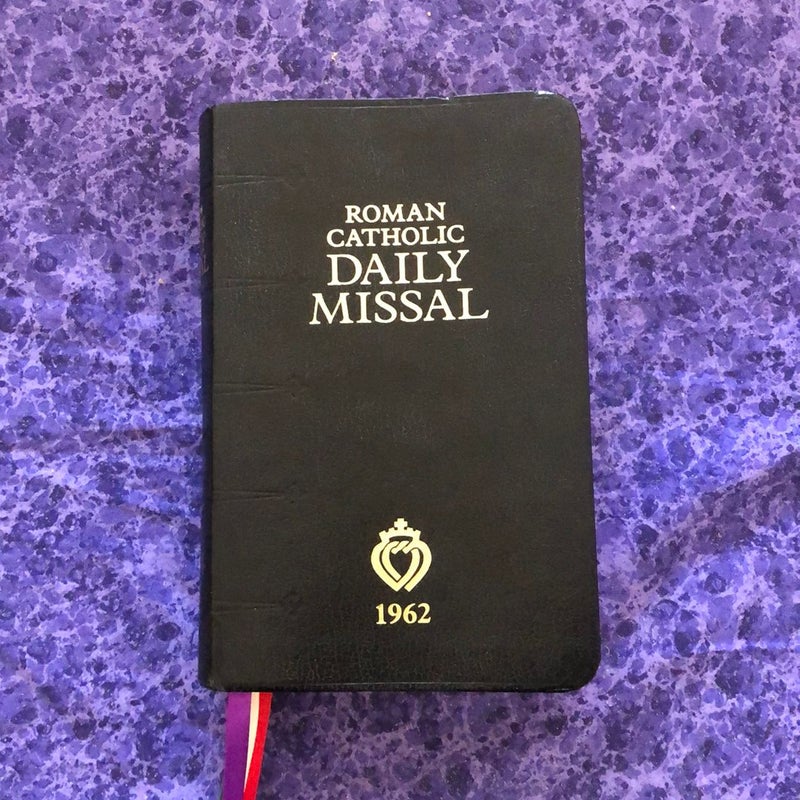 ROMAN
CATHOLIC
DAILY
MISSAL
1962